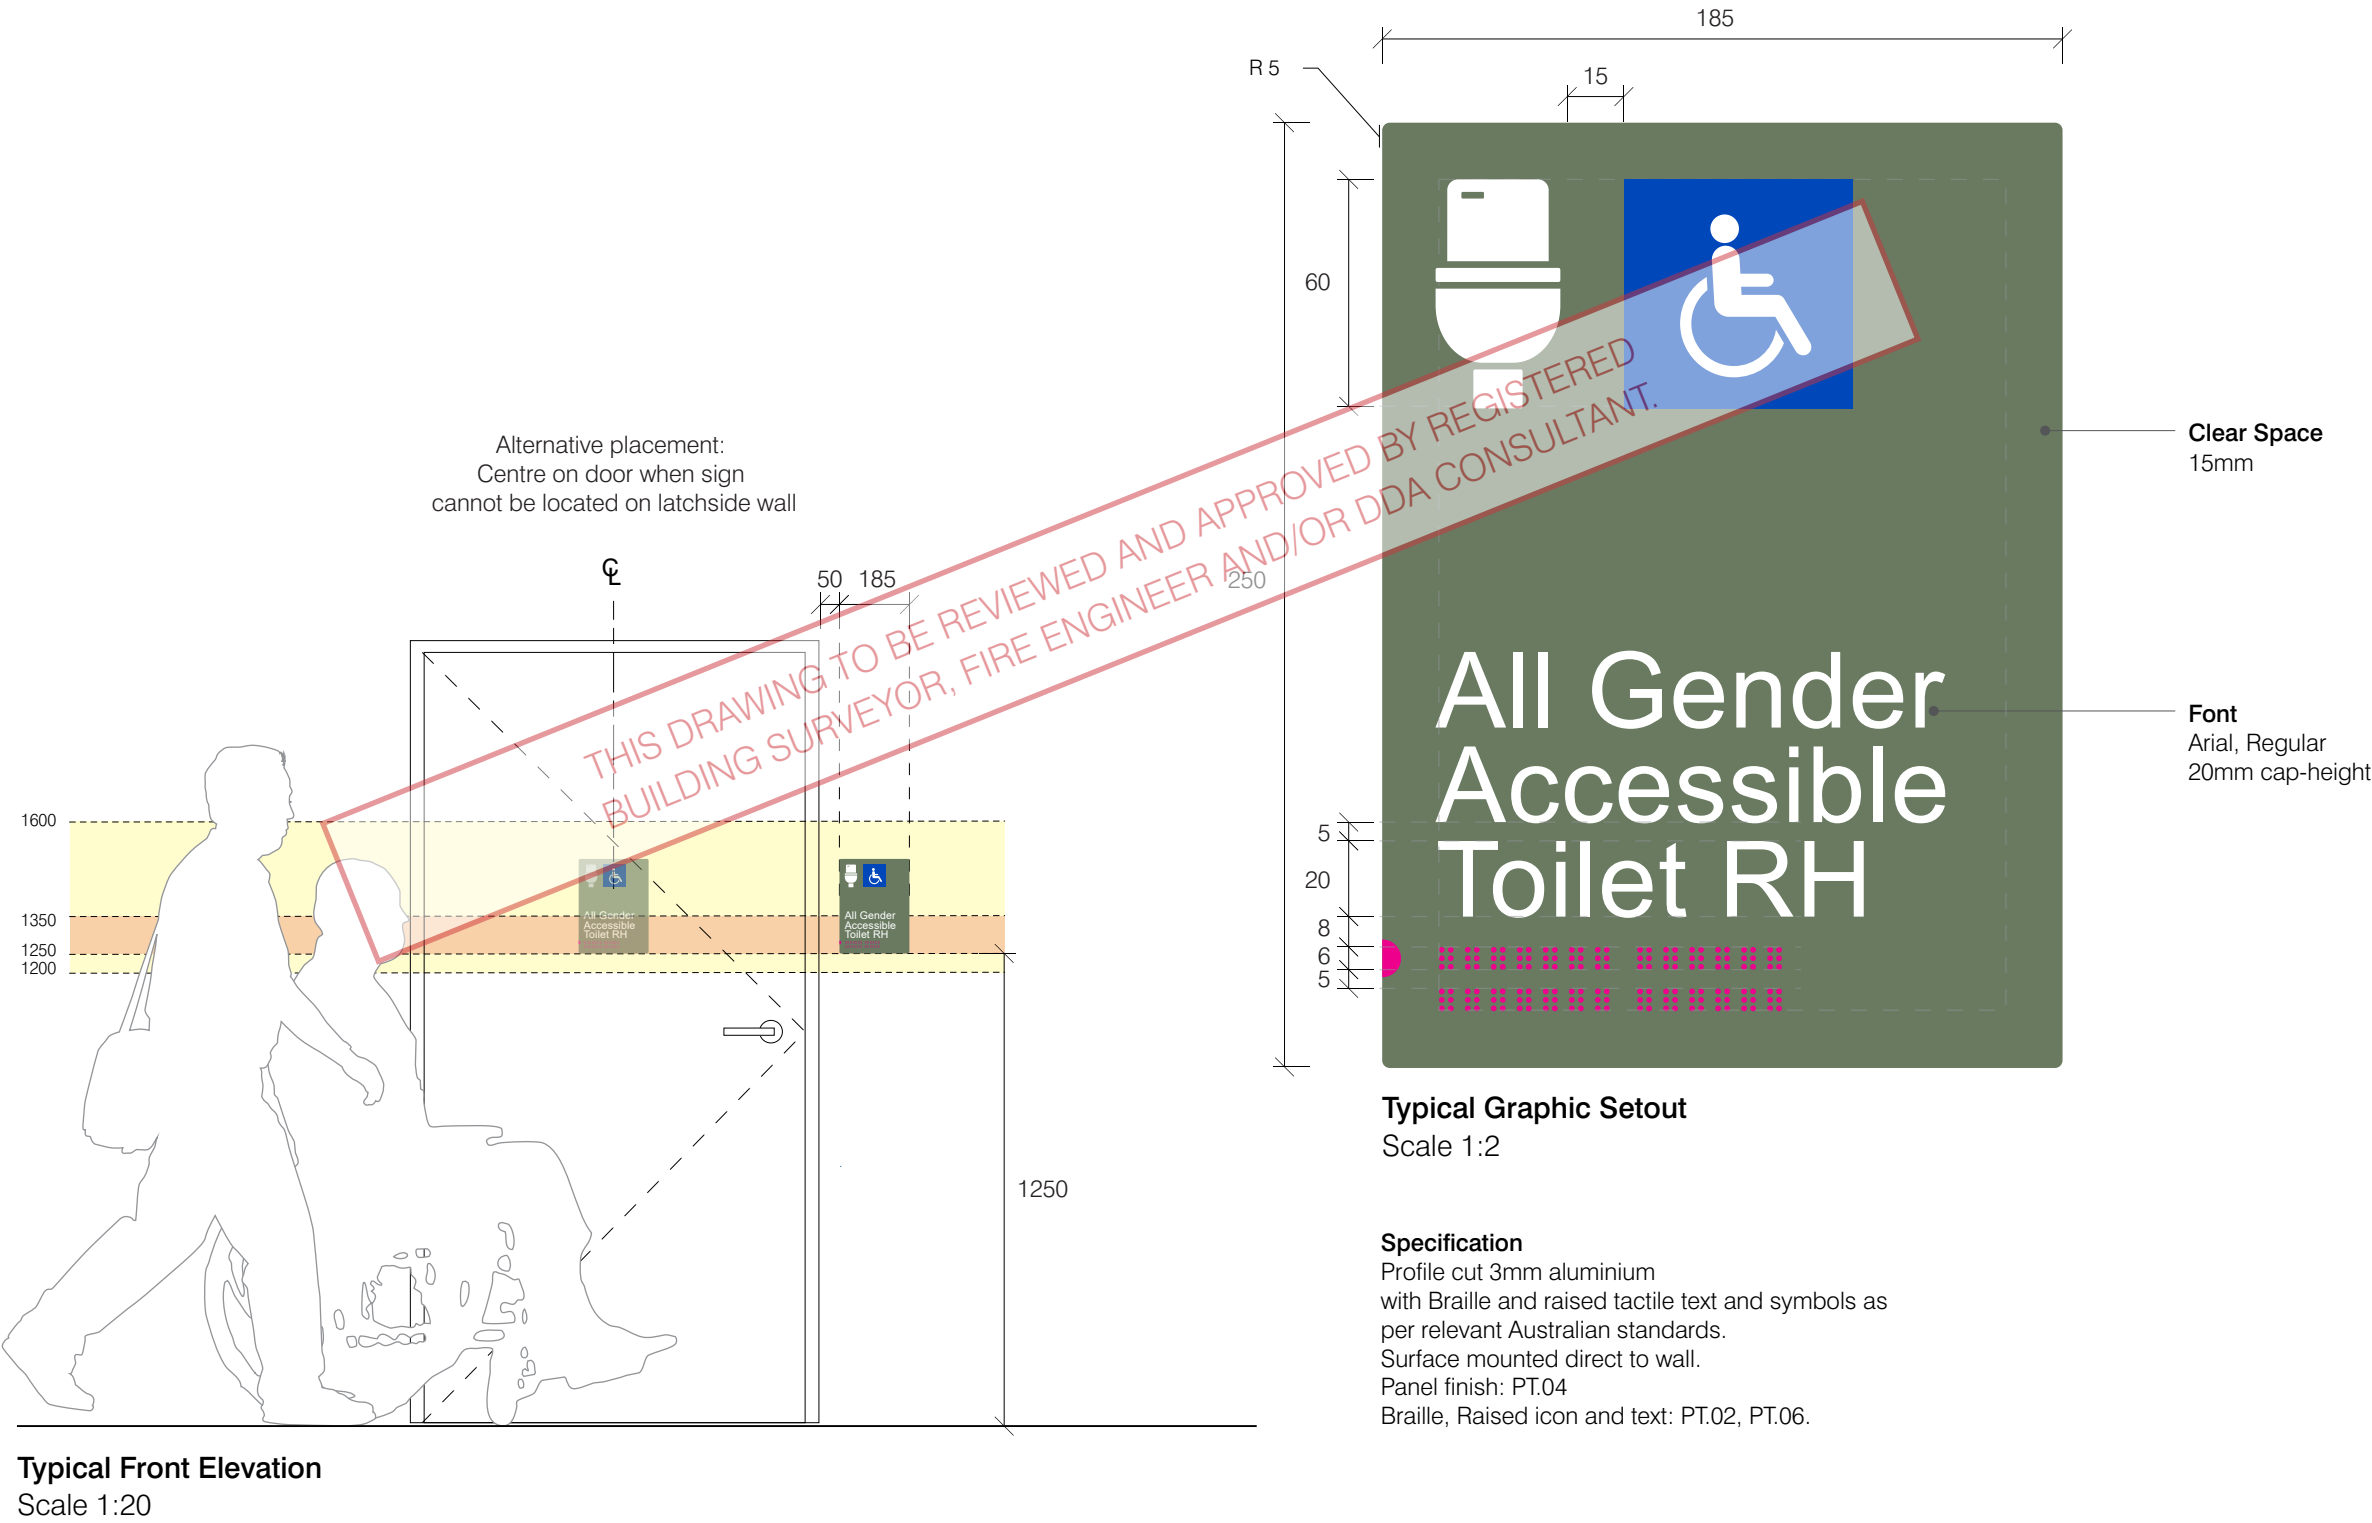 185
R 5
15
60
250
Clear Space
15mm
All Gender
Accessible
Toilet RH
Font
Arial, Regular
20mm cap-height
5
20
8
6
5
Typical Graphic Setout
Scale 1:2
Specification
Profile cut 3mm aluminium
with Braille and raised tactile text and symbols as
per relevant Australian standards.
Surface mounted direct to wall.
Panel finish: PT.04
Braille, Raised icon and text: PT.02, PT.06.
THIS DRAWING TO BE REVIEWED AND APPROVED BY REGISTERED
BUILDING SURVEYOR, FIRE ENGINEER AND/OR DDA CONSULTANT.
Alternative placement:
Centre on door when sign
cannot be located on latchside wall
℄
50 185
1600
1350
1250
1200
All Gender
Accessible
Toilet RH
All Gender
Accessible
Toilet RH
1250
Typical Front Elevation
Scale 1:20